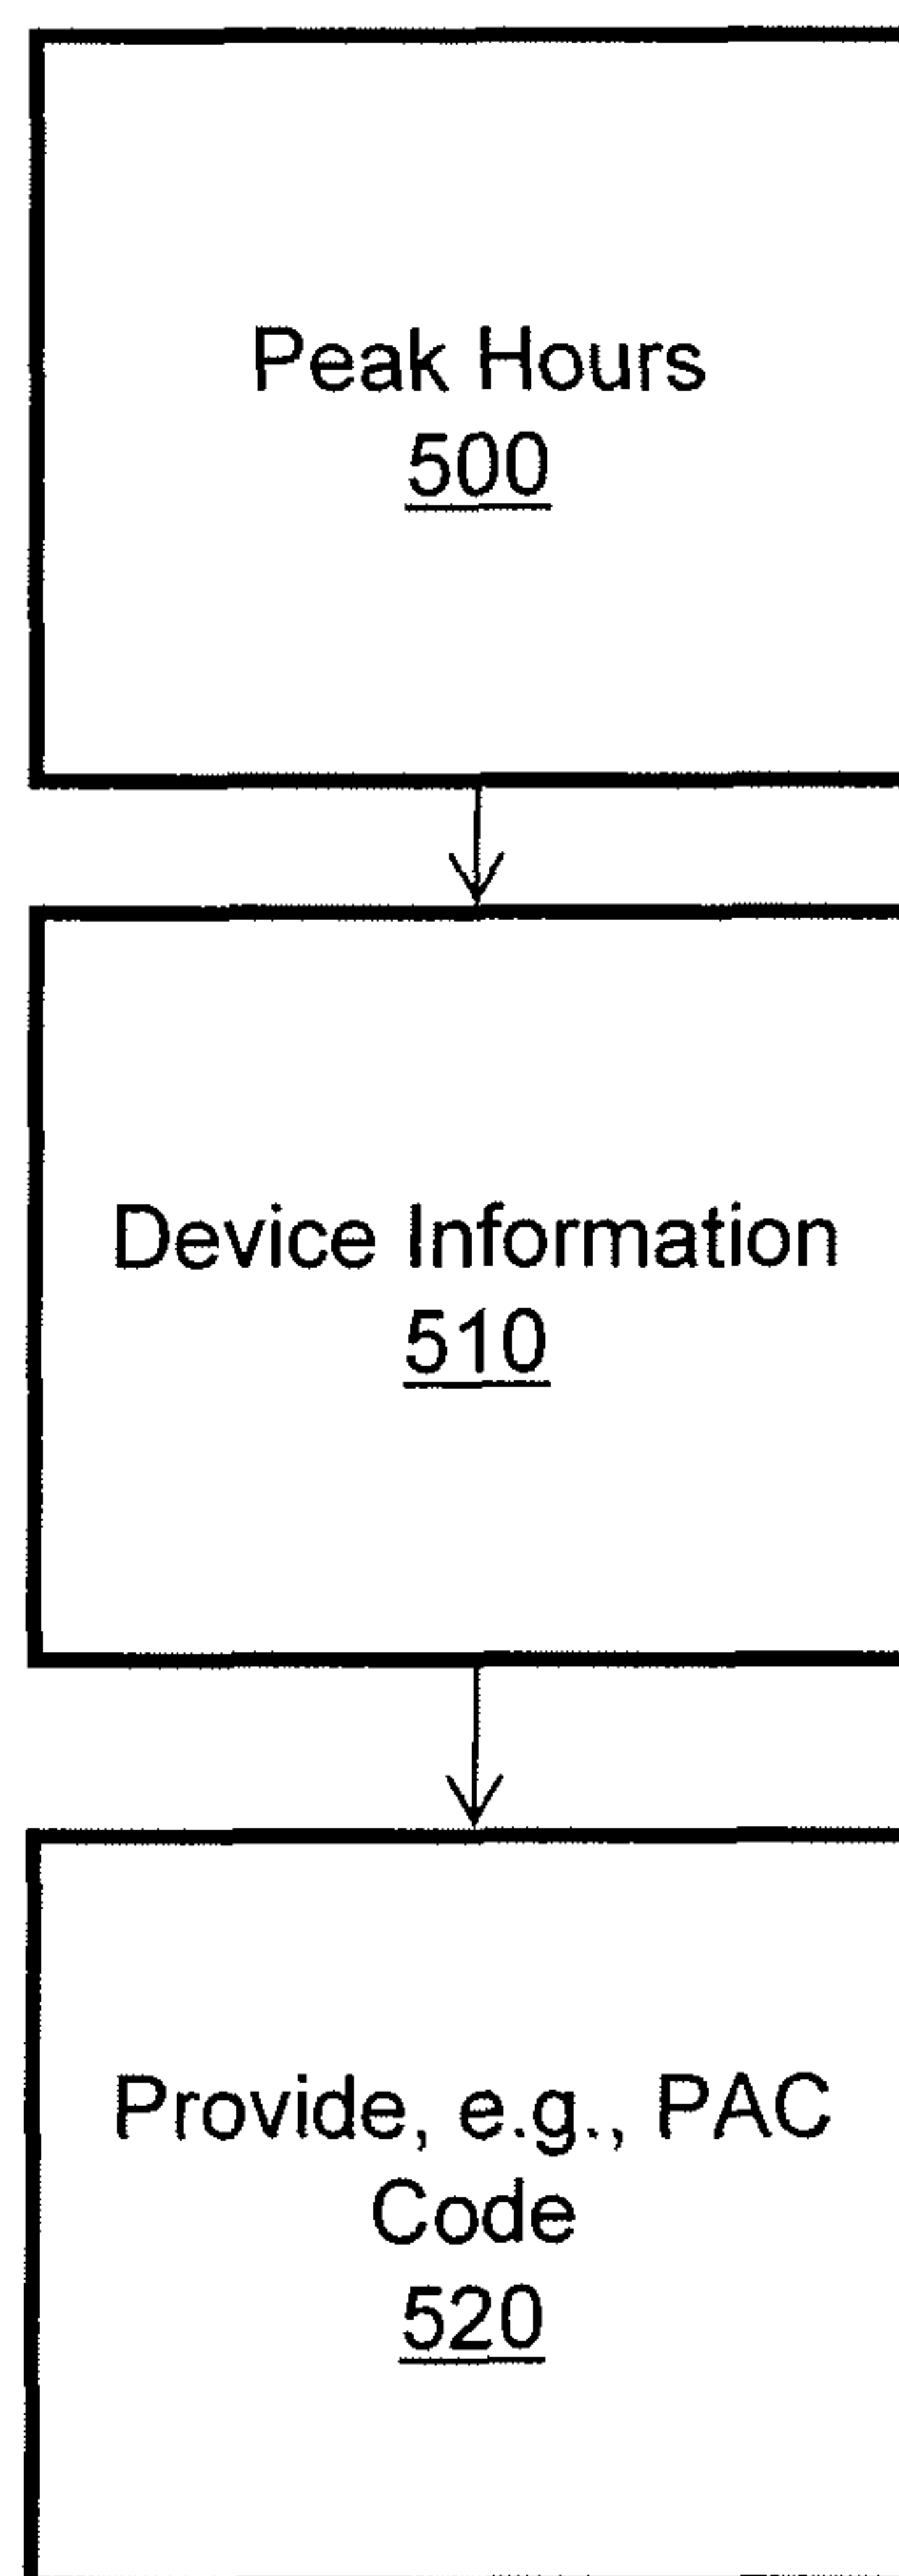 Peak Hours
500
Device Information
510
Provide, e.g., PAC
Code
520